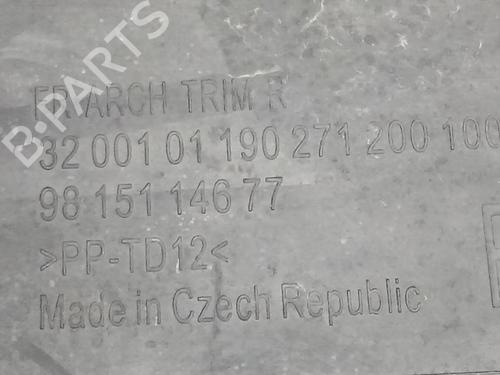 B-PARTS
FR ARCH TRIM R
32 001 01 190 271 200 100
98 151 146 77
>PP-TD12<
Made in Czech Republic